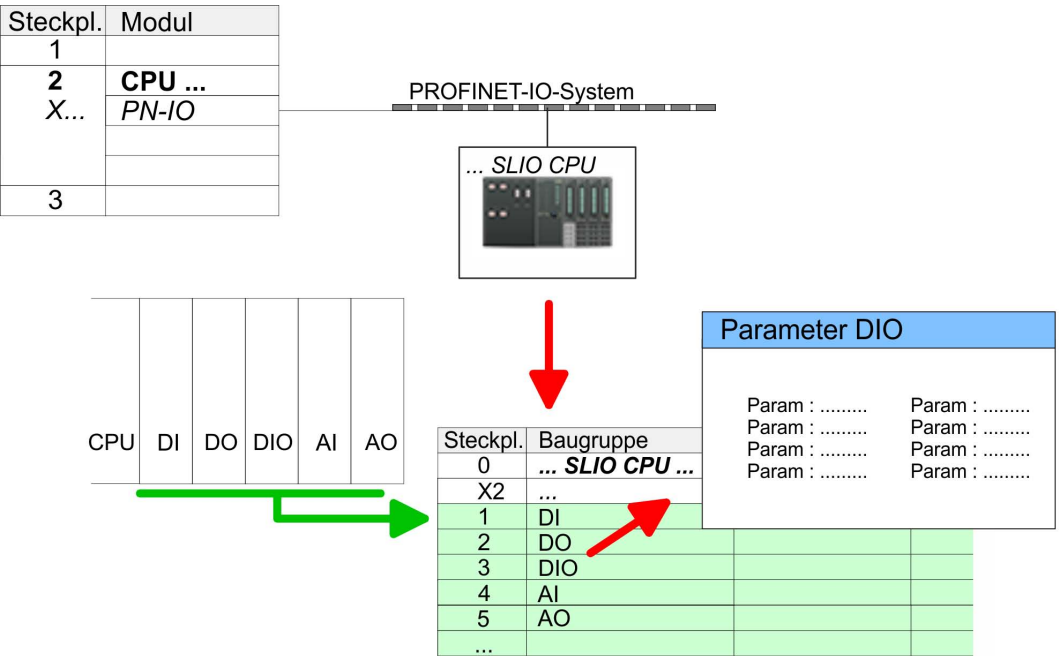 Steckpl. Modul
1
2 CPU ...
X... PN-IO
3
PROFINET-IO-System
... SLIO CPU
CPU DI DO DIO AI AO
Parameter DIO
Param : ......... Param : .........
Param : ......... Param : .........
Param : ......... Param : .........
Param : ......... Param : .........
Steckpl. Baugruppe
0 ... SLIO CPU ...
X2 ...
1 DI
2 DO
3 DIO
4 AI
5 AO
...